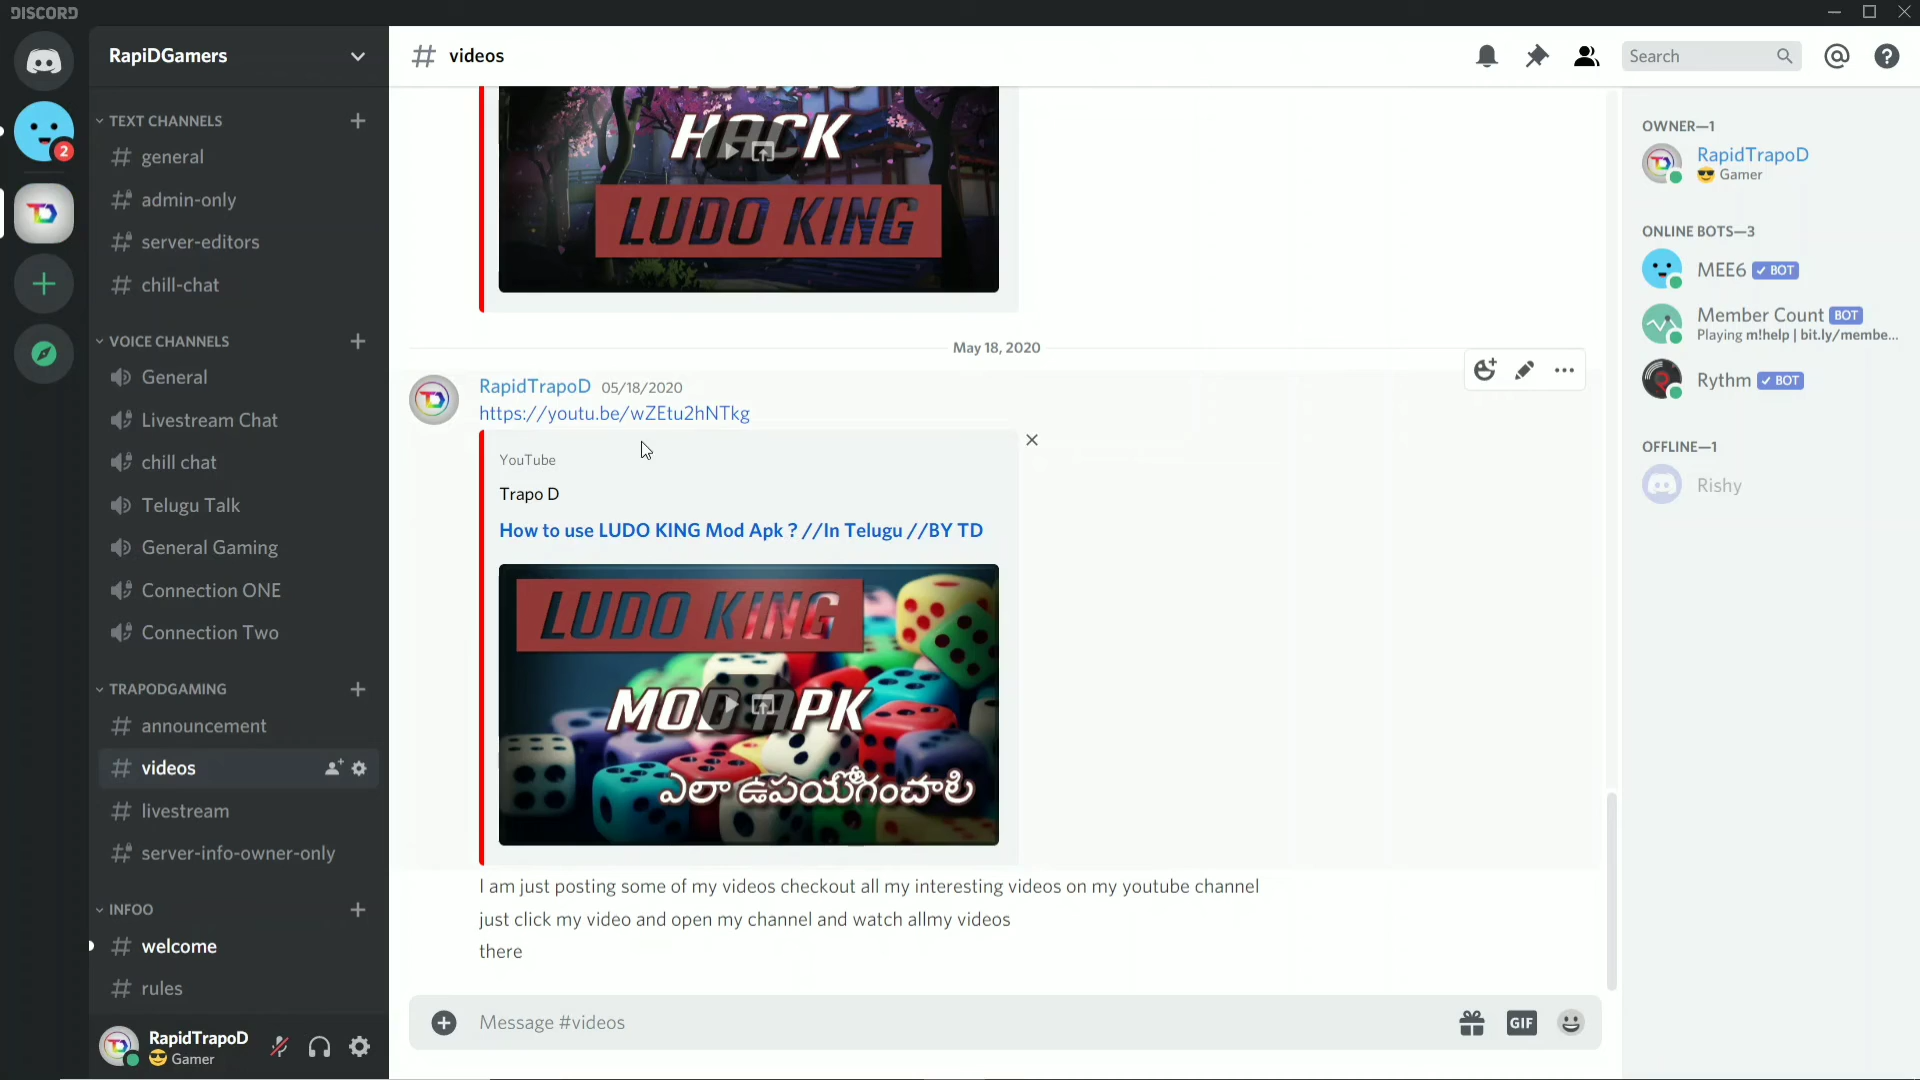 DISCORD
RapiDGamers
TEXT CHANNELS
general
admin-only
server-editors
chill-chat
VOICE CHANNELS
General
Livestream Chat
chill chat
Telugu Talk
General Gaming
Connection ONE
Connection Two
TRAPODGAMING
announcement
videos
livestream
server-info-owner-only
INFOO
welcome
rules
RapidTrapoD
Gamer
2
TD
# videos
Search
HACK
LUDO KING
May 18, 2020
RapidTrapoD 05/18/2020
https://youtu.be/wZEtu2hNTkg
YouTube
Trapo D
How to use LUDO KING Mod Apk ? //In Telugu //BY TD
LUDO KING
MOD APK
ఎలా ఉపయోగించాలి
I am just posting some of my videos checkout all my interesting videos on my youtube channel
just click my video and open my channel and watch allmy videos
there
Message #videos
GIF
OWNER—1
RapidTrapoD
Gamer
ONLINE BOTS—3
MEE6 ✓ BOT
Member Count BOT
Playing m!help | bit.ly/membe...
Rythm ✓ BOT
OFFLINE—1
Rishy